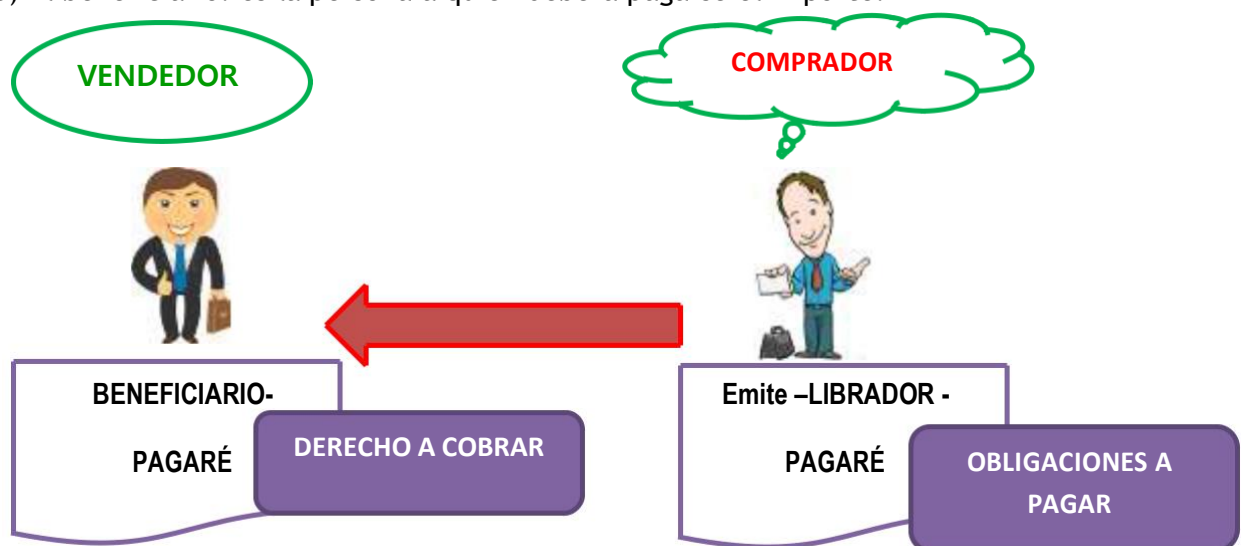 VENDEDOR
COMPRADOR
BENEFICIARIO-
PAGARÉ
DERECHO A COBRAR
Emite –LIBRADOR -
PAGARÉ
OBLIGACIONES A
PAGAR